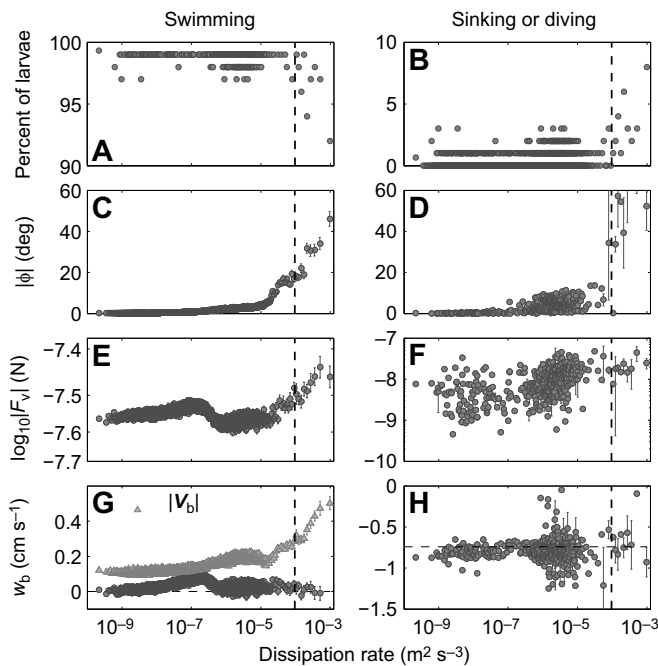 Swimming
Sinking or diving
Percent of larvae
100
95
90
A
10
5
0
B
|ϕ| (deg)
60
40
20
0
C
60
40
20
0
D
log₁₀|Fᵥ| (N)
−7.4
−7.5
−7.6
−7.7
E
−7
−8
−9
−10
F
w_b (cm s⁻¹)
0.4
0.2
0
G
|V_b|
0
−0.5
−1.0
−1.5
H
10⁻⁹ 10⁻⁷ 10⁻⁵ 10⁻³
10⁻⁹ 10⁻⁷ 10⁻⁵ 10⁻³
Dissipation rate (m² s⁻³)